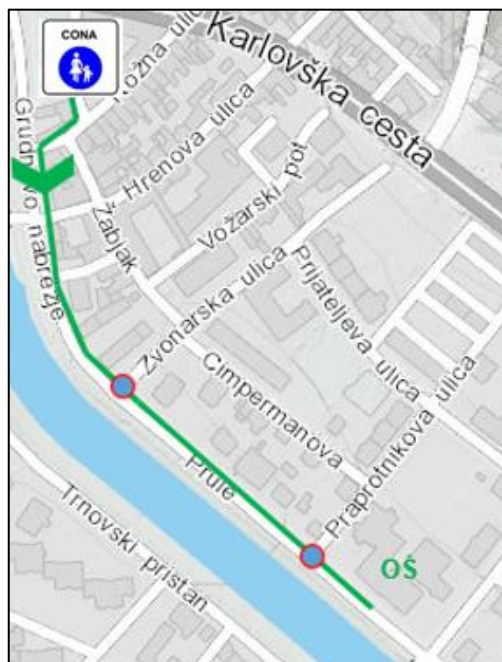 CONA
Rožna ulica
Karlovška cesta
Grudnovo nabrežje
Hrenova ulica
Žabjak
Vožarski pot
Zvonarska ulica
Prijateljeva ulica
Cimpermanova
Praprotnikova ulica
Prule
OŠ
Trnovski pristan